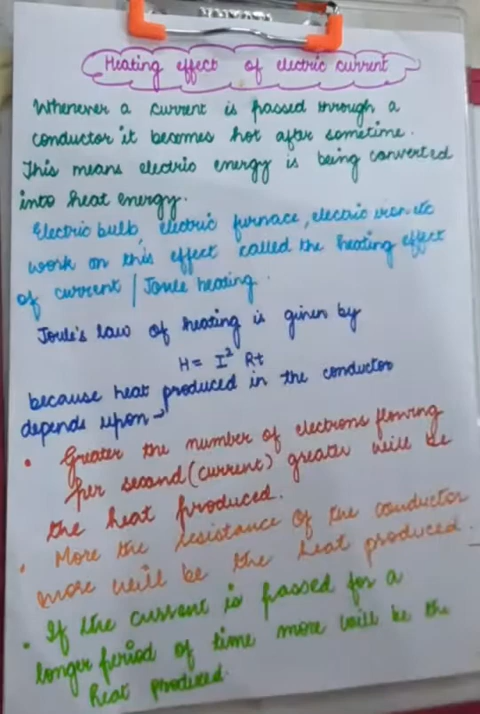 Heating effect of electric current
Whenever a current is passed through a
conductor it becomes hot after sometime.
This means electric energy is being converted
into heat energy.
Electric bulb, electric furnace, electric iron etc
work on this effect called the heating effect
of current / Joule heating.
Joule's law of heating is given by
H = I² Rt
because heat produced in the conductor
depends upon →
• Greater the number of electrons flowing
per second (current) greater will be
the heat produced.
• More the resistance of the conductor
more will be the heat produced.
• If the current is passed for a
longer period of time more will be the
heat produced.